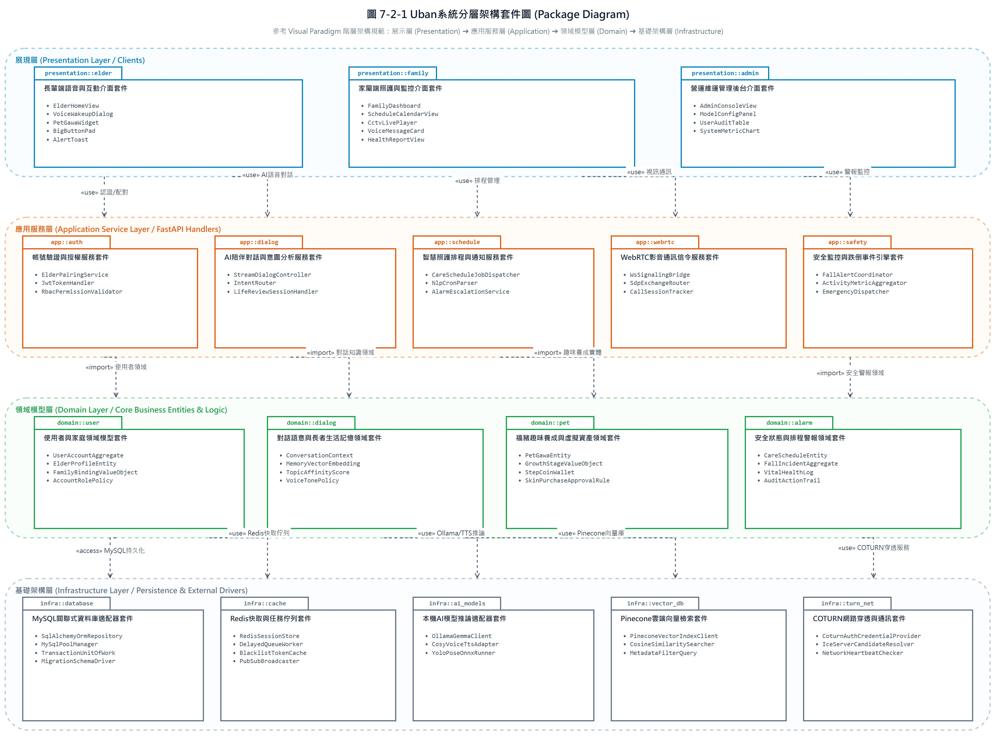 圖 7-2-1 Uban系統分層架構套件圖 (Package Diagram)
參考 Visual Paradigm 階層架構規範：展示層 (Presentation) ➔ 應用服務層 (Application) ➔ 領域模型層 (Domain) ➔ 基礎架構層 (Infrastructure)
展現層 (Presentation Layer / Clients)
presentation::elder
長輩端語音與互動介面套件
• ElderHomeView
• VoiceWakeupDialog
• PetGawaWidget
• BigButtonPad
• AlertToast
presentation::family
家屬端照護與監控介面套件
• FamilyDashboard
• ScheduleCalendarView
• CctvLivePlayer
• VoiceMessageCard
• HealthReportView
presentation::admin
營運維運管理後台介面套件
• AdminConsoleView
• ModelConfigPanel
• UserAuditTable
• SystemMetricChart
«use» 認證/配對
«use» AI語音對話
«use» 排程管理
«use» 視訊通訊
«use» 警報監控
應用服務層 (Application Service Layer / FastAPI Handlers)
app::auth
帳號驗證與授權服務套件
• ElderPairingService
• JwtTokenHandler
• RbacPermissionValidator
app::dialog
AI陪伴對話與意圖分析服務套件
• StreamDialogController
• IntentRouter
• LifeReviewSessionHandler
app::schedule
智慧照護排程與通知服務套件
• CareScheduleJobDispatcher
• NlpCronParser
• AlarmEscalationService
app::webrtc
WebRTC影音通訊信令服務套件
• WsSignalingBridge
• SdpExchangeRouter
• CallSessionTracker
app::safety
安全監控與跌倒事件引擎套件
• FallAlertCoordinator
• ActivityMetricAggregator
• EmergencyDispatcher
«import» 使用者領域
«import» 對話知識領域
«import» 趣味養成實體
«import» 安全警報領域
領域模型層 (Domain Layer / Core Business Entities & Logic)
domain::user
使用者與家庭領域模型套件
• UserAccountAggregate
• ElderProfileEntity
• FamilyBindingValueObject
• AccountRolePolicy
domain::dialog
對話語意與長者生活記憶領域套件
• ConversationContext
• MemoryVectorEmbedding
• TopicAffinityScore
• VoiceTonePolicy
domain::pet
福豬趣味養成與虛擬資產領域套件
• PetGawaEntity
• GrowthStageValueObject
• StepCoinWallet
• SkinPurchaseApprovalRule
domain::alarm
安全狀態與排程警報領域套件
• CareScheduleEntity
• FallIncidentAggregate
• VitalHealthLog
• AuditActionTrail
«access» MySQL持久化
«use» Redis快取佇列
«use» Ollama/TTS推論
«use» Pinecone向量庫
«use» COTURN穿透服務
基礎架構層 (Infrastructure Layer / Persistence & External Drivers)
infra::database
MySQL關聯式資料庫適配器套件
• SqlAlchemyOrmRepository
• MySqlPoolManager
• TransactionUnitOfWork
• MigrationSchemaDriver
infra::cache
Redis快取與任務佇列套件
• RedisSessionStore
• DelayedQueueWorker
• BlacklistTokenCache
• PubSubBroadcaster
infra::ai_models
本機AI模型推論適配器套件
• OllamaGemmaClient
• CosyVoiceTtsAdapter
• YoloPoseOnnxRunner
infra::vector_db
Pinecone雲端向量檢索套件
• PineconeVectorIndexClient
• CosineSimilaritySearcher
• MetadataFilterQuery
infra::turn_net
COTURN網路穿透與通訊套件
• CoturnAuthCredentialProvider
• IceServerCandidateResolver
• NetworkHeartbeatChecker